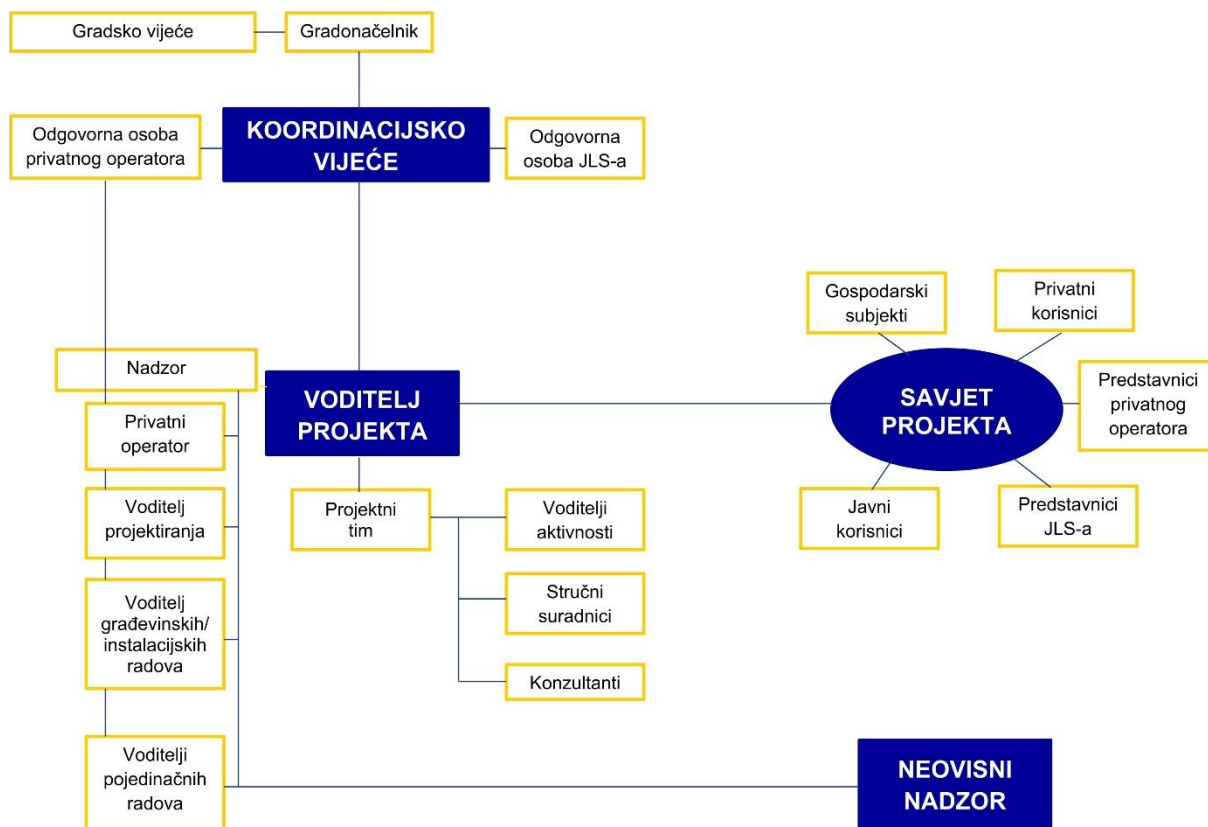 Gradsko vijeće
Gradonačelnik
Odgovorna osoba
privatnog operatora
KOORDINACIJSKO
VIJEĆE
Odgovorna
osoba JLS-a
Gospodarski
subjekti
Privatni
korisnici
Nadzor
VODITELJ
PROJEKTA
SAVJET
PROJEKTA
Predstavnici
privatnog
operatora
Privatni
operator
Voditelj
projektiranja
Projektni
tim
Voditelji
aktivnosti
Javni
korisnici
Predstavnici
JLS-a
Stručni
suradnici
Voditelj
građevinskih/
instalacijskih
radova
Konzultanti
Voditelji
pojedinačnih
radova
NEOVISNI
NADZOR